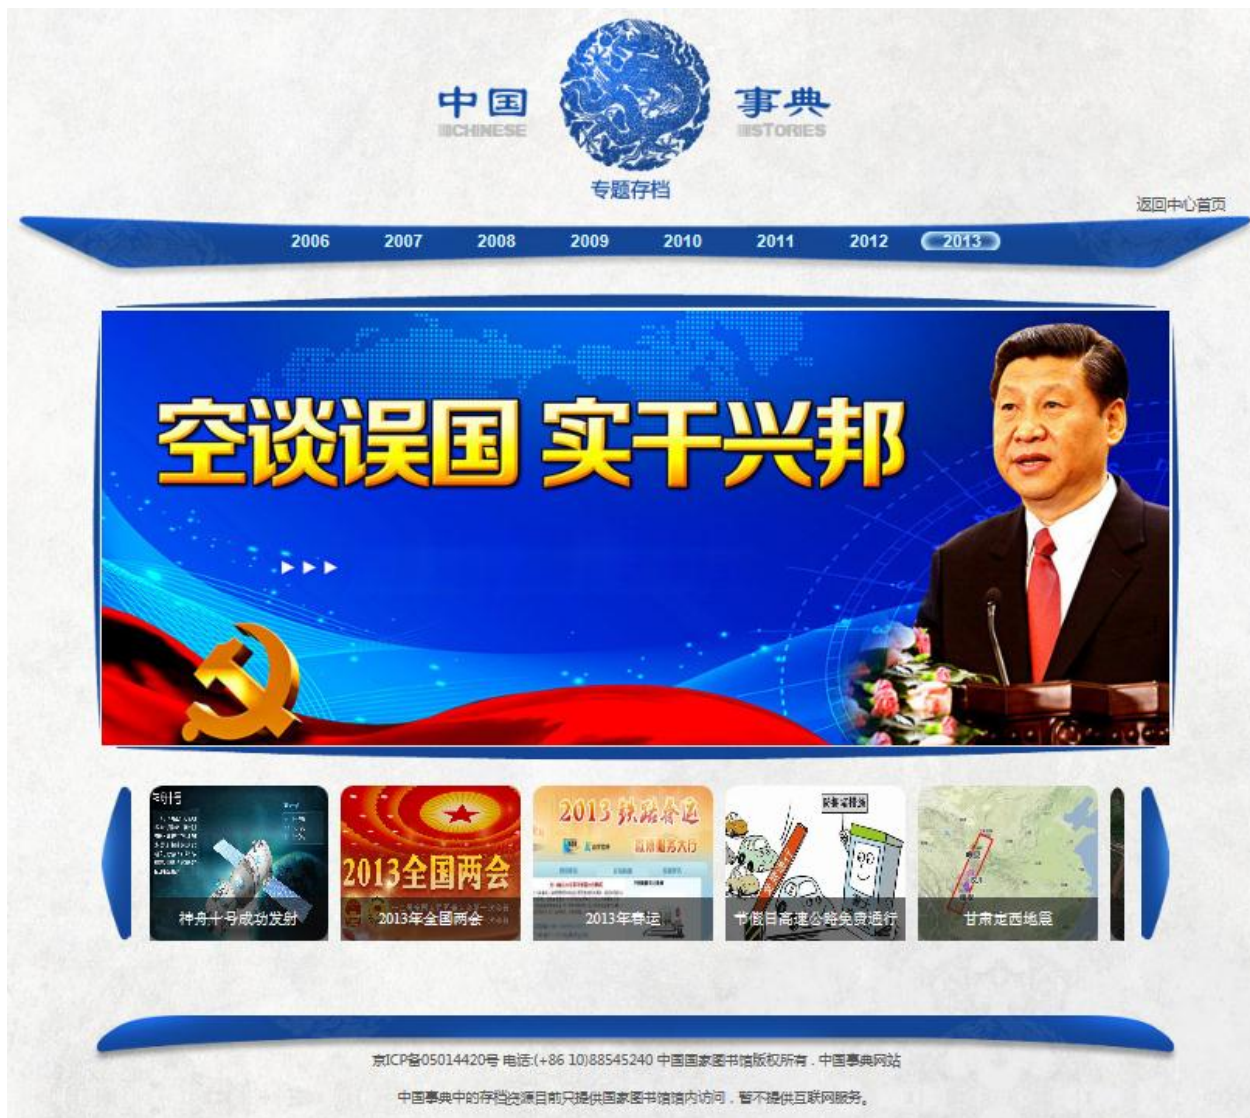 中国
事典
CHINESE
STORIES
专题存档
返回中心首页
2006 2007 2008 2009 2010 2011 2012 2013
空谈误国 实干兴邦
神舟十号成功发射
2013全国两会
2013年全国两会
2013 铁路春运
2013年春运
节假日高速公路免费通行
甘肃定西地震
京ICP备05014420号 电话:(+86 10)88545240 中国国家图书馆版权所有 . 中国事典网站
中国事典中的存档资源目前只提供国家图书馆馆内访问，暂不提供互联网服务。